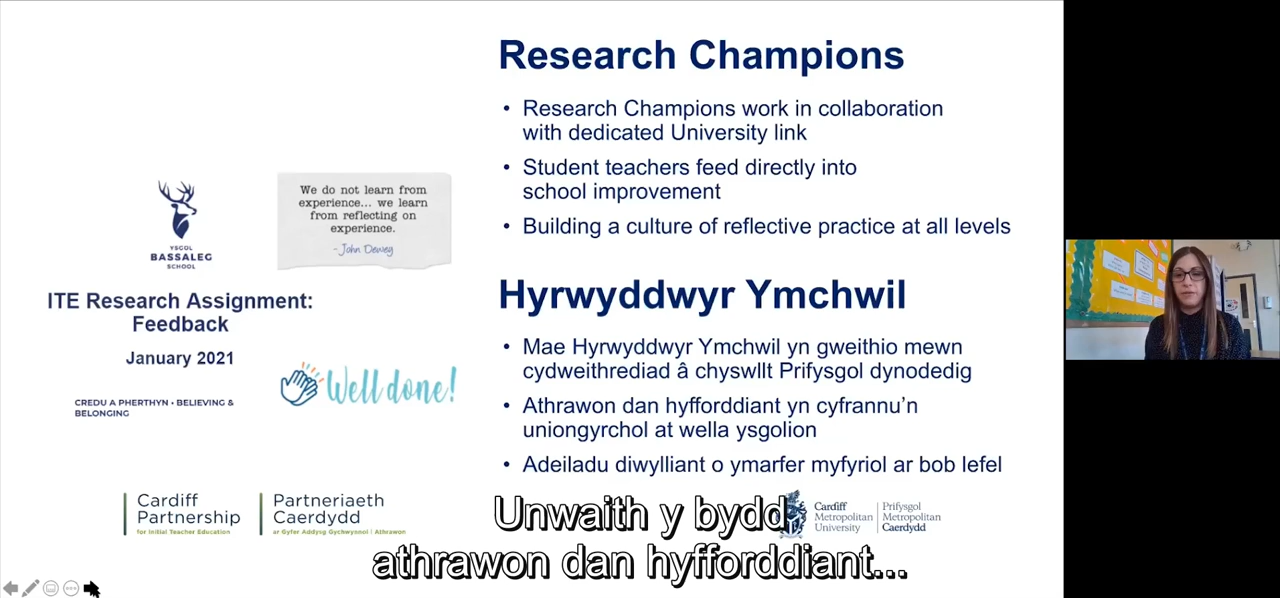 Research Champions
• Research Champions work in collaboration
with dedicated University link
• Student teachers feed directly into
school improvement
• Building a culture of reflective practice at all levels
YSGOL
BASSALEG
SCHOOL
We do not learn from
experience... we learn
from reflecting on
experience.
- John Dewey
ITE Research Assignment:
Feedback
January 2021
Well done!
CREDU A PHERTHYN • BELIEVING &
BELONGING
Hyrwyddwyr Ymchwil
• Mae Hyrwyddwyr Ymchwil yn gweithio mewn
cydweithrediad â chyswllt Prifysgol dynodedig
• Athrawon dan hyfforddiant yn cyfrannu’n
uniongyrchol at wella ysgolion
• Adeiladu diwylliant o ymarfer myfyriol ar bob lefel
Cardiff
Partnership
for Initial Teacher Education
Partneriaeth
Caerdydd
ar Gyfer Addysg Gychwynnol Athrawon
Cardiff
Metropolitan
University
Prifysgol
Metropolitan
Caerdydd
Unwaith y bydd
athrawon dan hyfforddiant...